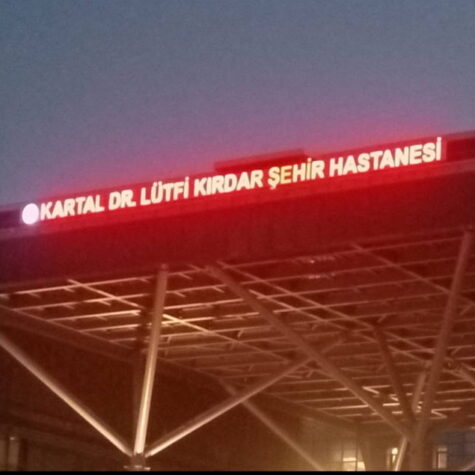 KARTAL DR. LÜTFİ KIRDAR ŞEHİR HASTANESİ